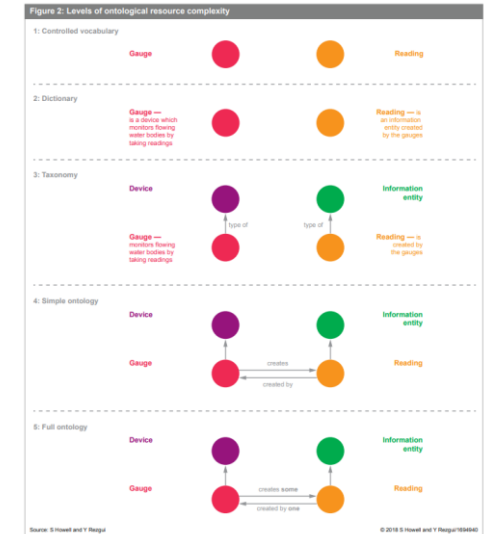 Figure 2: Levels of ontological resource complexity
1: Controlled vocabulary
Gauge
Reading
2: Dictionary
Gauge —
is a device which
monitors flowing
water bodies by
taking readings
Reading — is
an information
entity created
by the gauges
3: Taxonomy
Device
Information
entity
type of
type of
Gauge —
monitors flowing
water bodies by
taking readings
Reading — is
created by
the gauges
4: Simple ontology
Device
Information
entity
Gauge
creates
created by
Reading
5: Full ontology
Device
Information
entity
Gauge
creates some
created by one
Reading
Source: S Howell and Y Rezgui
© 2018 S Howell and Y Rezgui/1694940